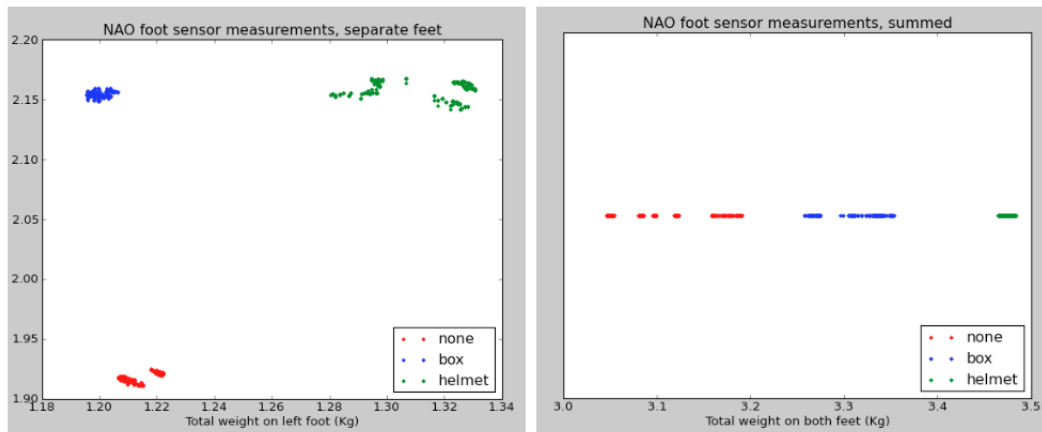 NAO foot sensor measurements, separate feet
2.20
2.15
2.10
2.05
2.00
1.95
1.90
none
box
helmet
1.18 1.20 1.22 1.24 1.26 1.28 1.30 1.32 1.34
Total weight on left foot (Kg)
NAO foot sensor measurements, summed
none
box
helmet
3.0 3.1 3.2 3.3 3.4 3.5
Total weight on both feet (Kg)